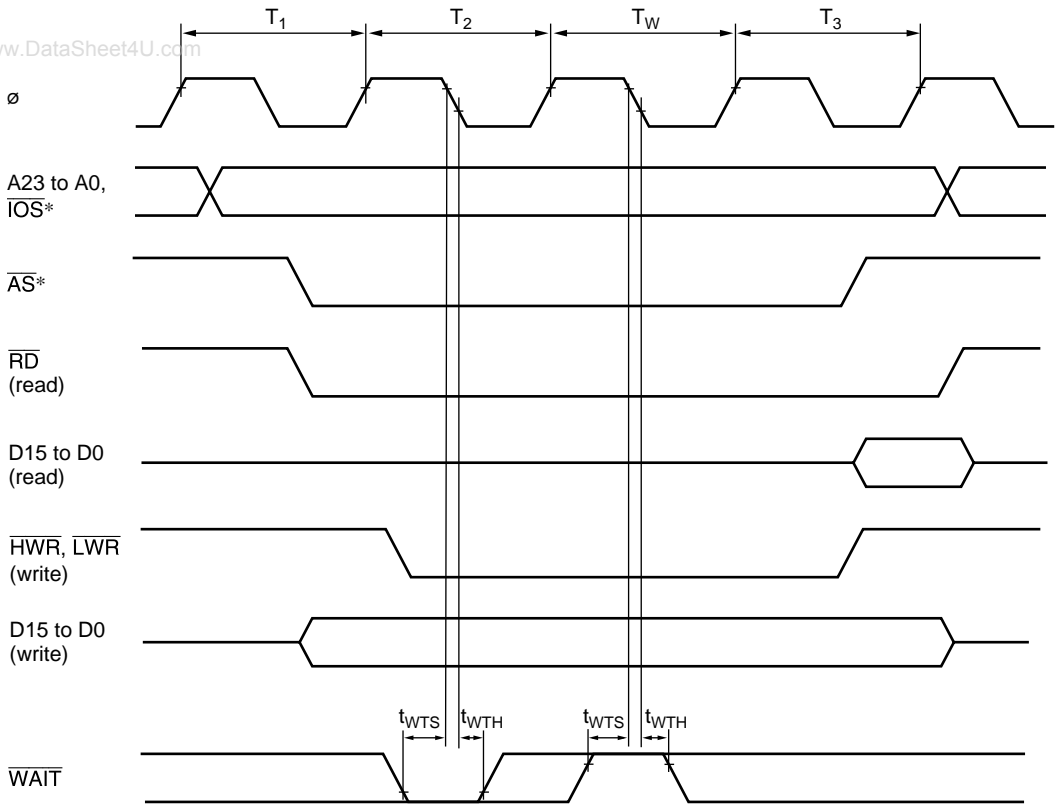 T1 T2 TW T3
w.DataSheet4U.com
ø
A23 to A0,
IOS*
AS*
RD
(read)
D15 to D0
(read)
HWR, LWR
(write)
D15 to D0
(write)
tWTS tWTH tWTS tWTH
WAIT